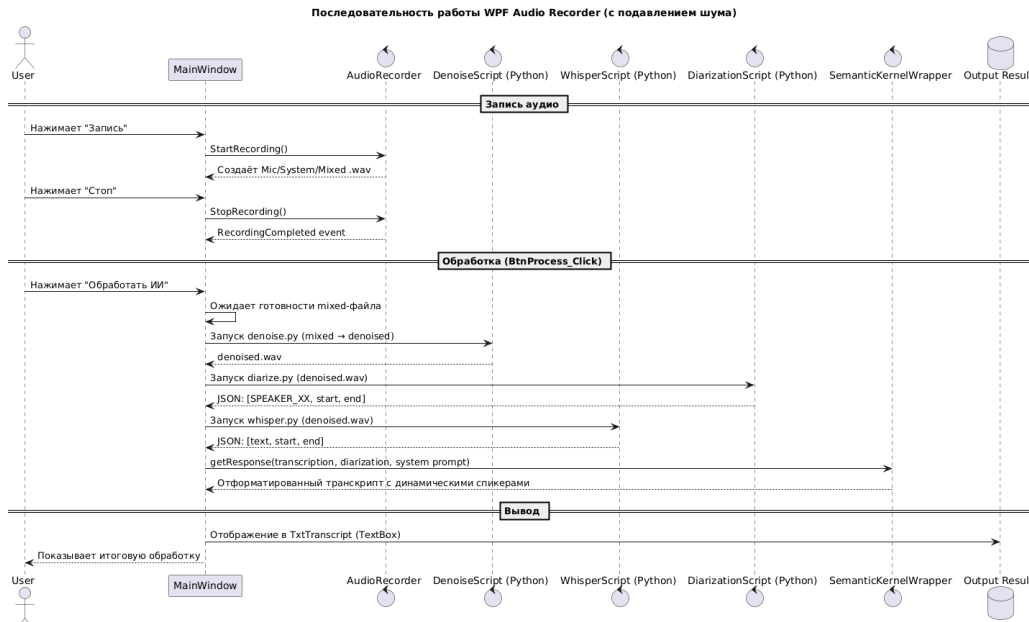 Последовательность работы WPF Audio Recorder (с подавлением шума)
User
MainWindow
AudioRecorder
DenoiseScript (Python)
WhisperScript (Python)
DiarizationScript (Python)
SemanticKernelWrapper
Output Resul
Запись аудио
Нажимает "Запись"
StartRecording()
Создаёт Mic/System/Mixed .wav
Нажимает "Стоп"
StopRecording()
RecordingCompleted event
Обработка (BtnProcess_Click)
Нажимает "Обработать ИИ"
Ожидает готовности mixed-файла
Запуск denoise.py (mixed → denoised)
denoised.wav
Запуск diarize.py (denoised.wav)
JSON: [SPEAKER_XX, start, end]
Запуск whisper.py (denoised.wav)
JSON: [text, start, end]
getResponse(transcription, diarization, system prompt)
Отформатированный транскрипт с динамическими спикерами
Вывод
Отображение в TxtTranscript (TextBox)
Показывает итоговую обработку
User
MainWindow
AudioRecorder
DenoiseScript (Python)
WhisperScript (Python)
DiarizationScript (Python)
SemanticKernelWrapper
Output Resul